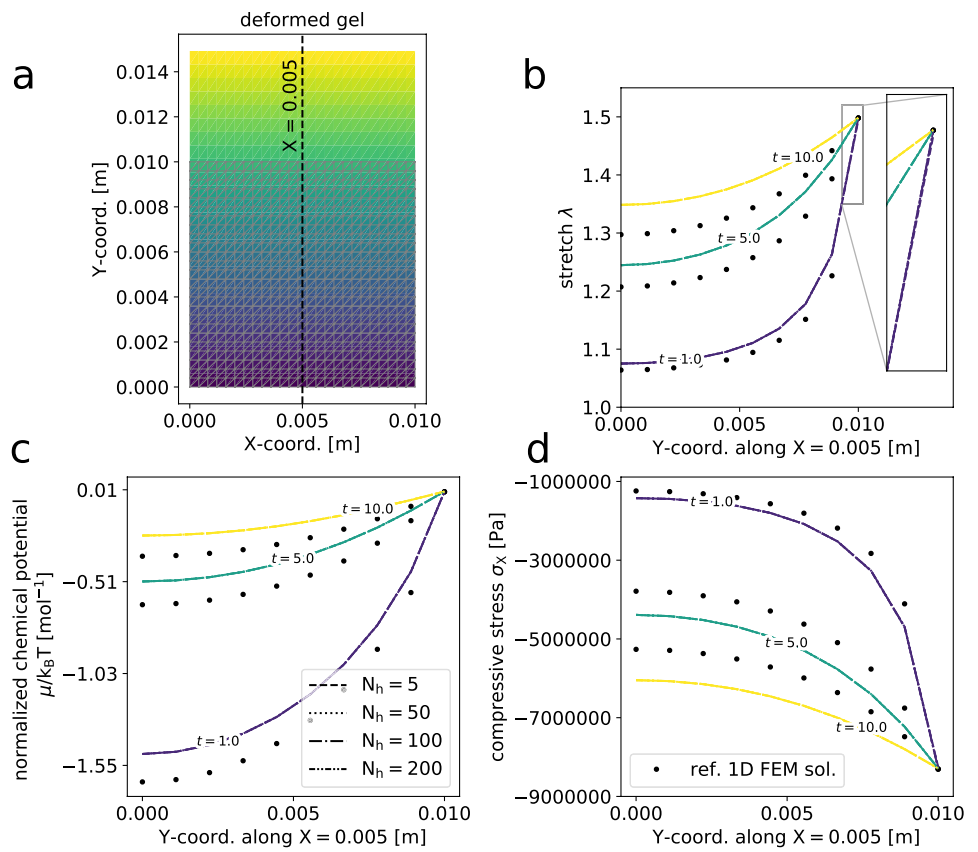 deformed gel
a
X = 0.005
0.014
0.012
0.010
0.008
0.006
0.004
0.002
0.000
Y-coord. [m]
0.000
0.005
0.010
X-coord. [m]
b
1.5
1.4
1.3
1.2
1.1
1.0
stretch λ
t = 10.0
t = 5.0
t = 1.0
0.000
0.005
0.010
Y-coord. along X = 0.005 [m]
c
0.01
−0.51
−1.03
−1.55
normalized chemical potential
μ/kBT [mol−1]
t = 10.0
t = 5.0
t = 1.0
Nh = 5
Nh = 50
Nh = 100
Nh = 200
0.000
0.005
0.010
Y-coord. along X = 0.005 [m]
d
−1000000
−3000000
−5000000
−7000000
−9000000
compressive stress σX [Pa]
t = 1.0
t = 5.0
t = 10.0
ref. 1D FEM sol.
0.000
0.005
0.010
Y-coord. along X = 0.005 [m]